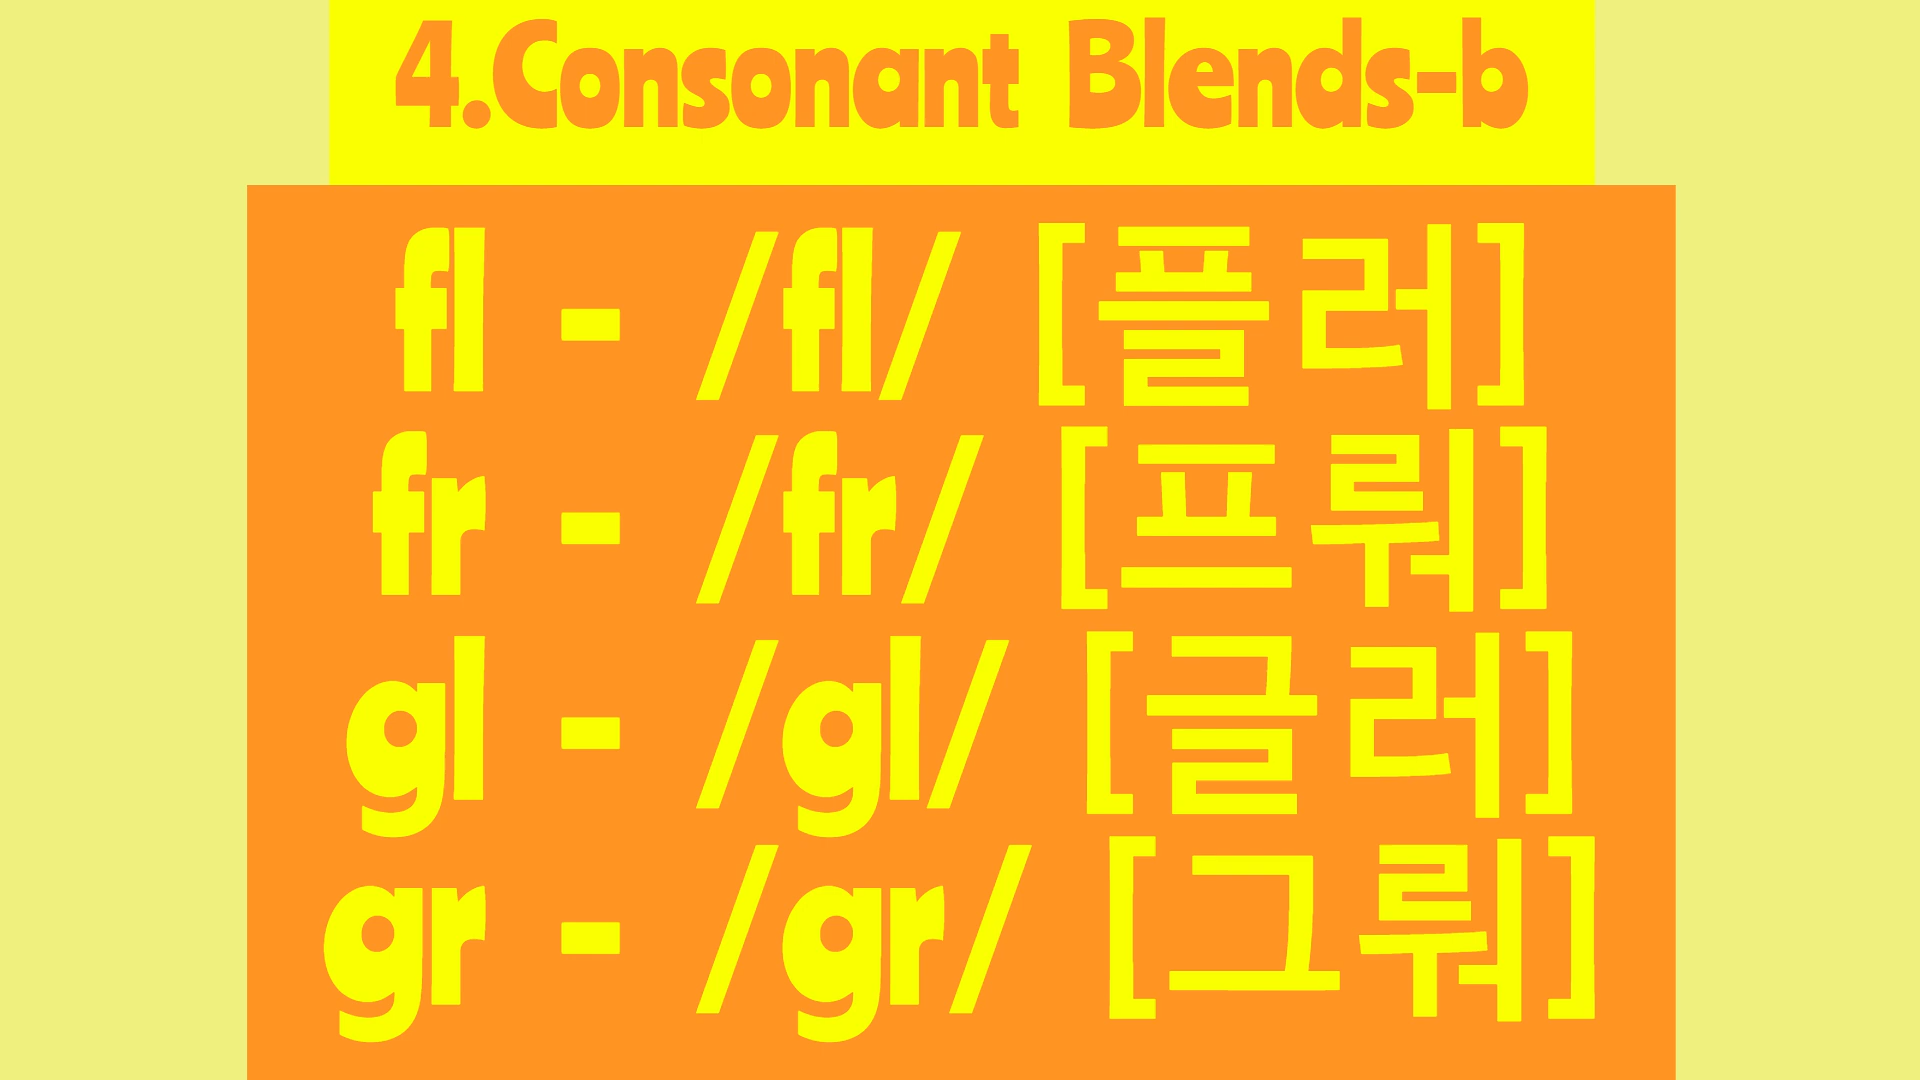 4.Consonant Blends-b
fl - /fl/ [플러]
fr - /fr/ [프뤄]
gl - /gl/ [글러]
gr - /gr/ [그뤄]